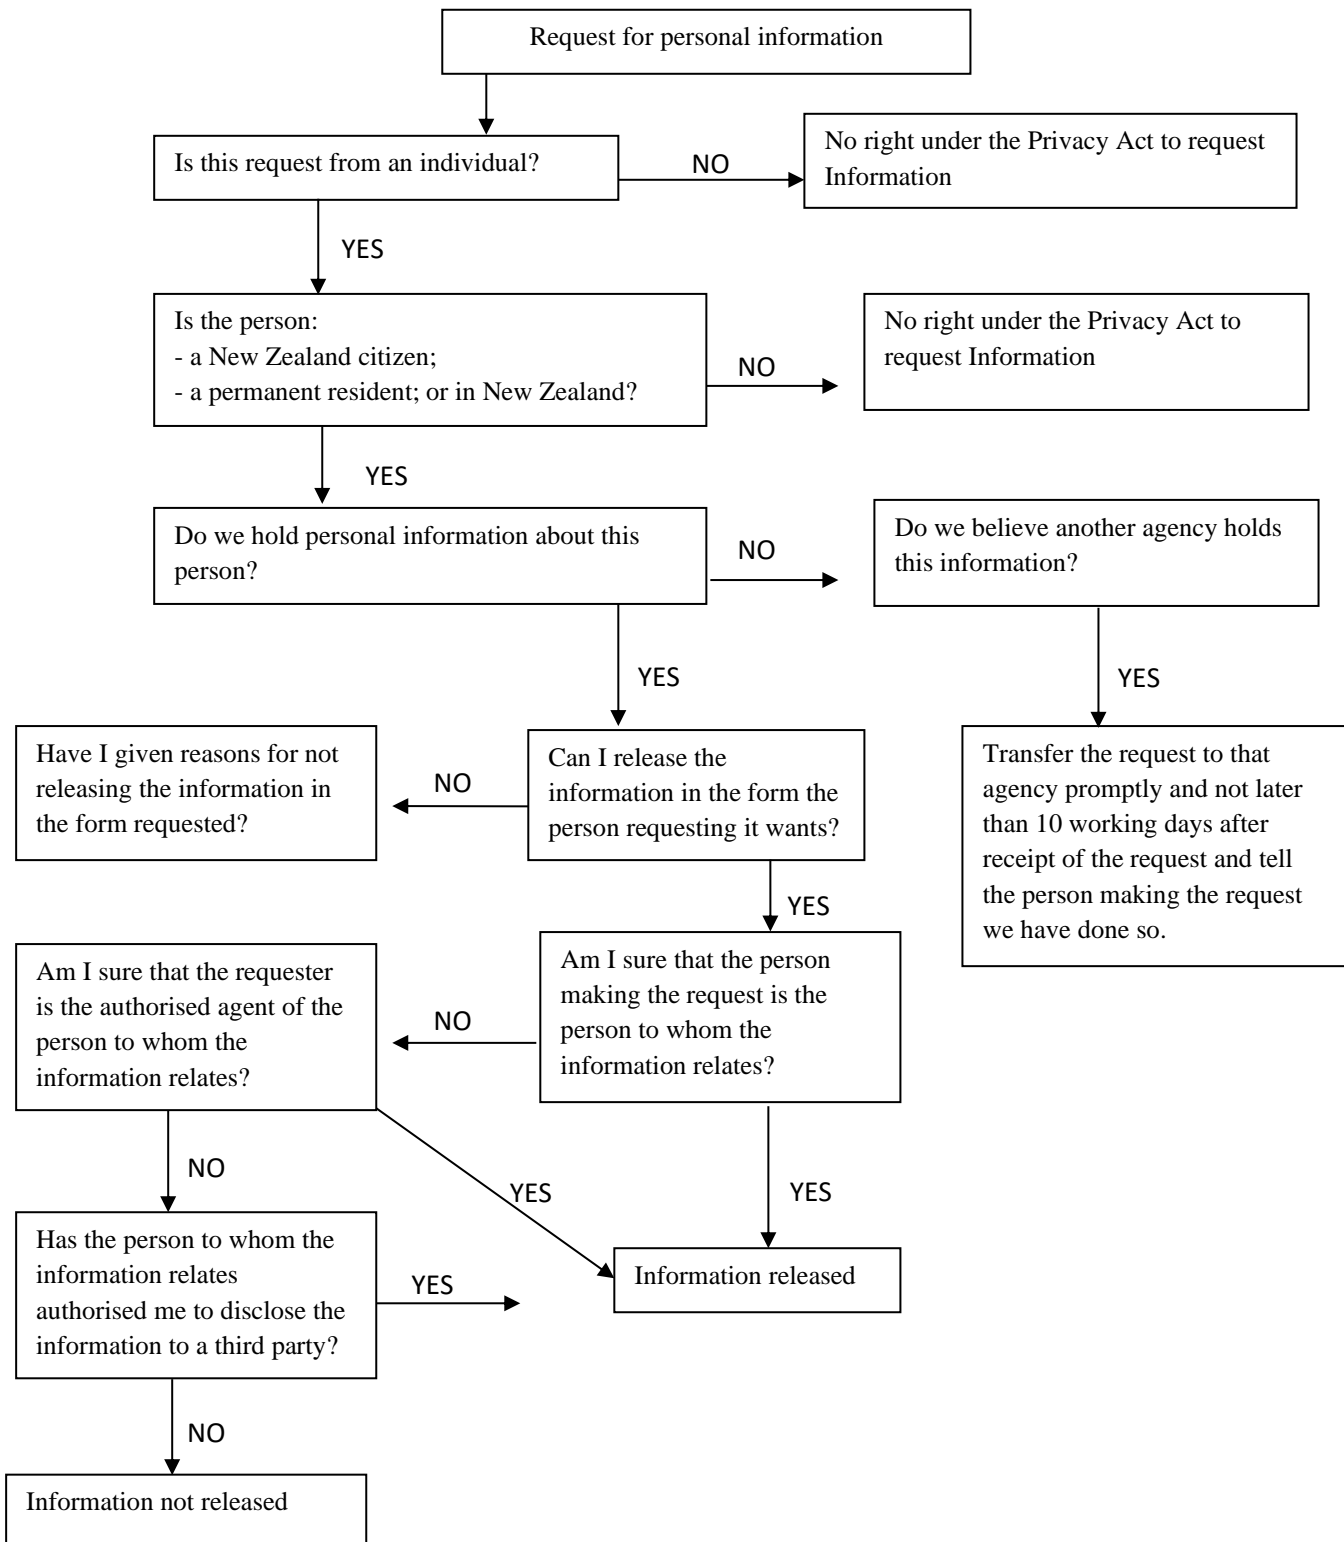 Request for personal information
Is this request from an individual?
NO
No right under the Privacy Act to request
Information
YES
Is the person:
- a New Zealand citizen;
- a permanent resident; or in New Zealand?
NO
No right under the Privacy Act to
request Information
YES
Do we hold personal information about this
person?
NO
Do we believe another agency holds
this information?
YES
YES
Have I given reasons for not
releasing the information in
the form requested?
NO
Can I release the
information in the form the
person requesting it wants?
Transfer the request to that
agency promptly and not later
than 10 working days after
receipt of the request and tell
the person making the request
we have done so.
YES
Am I sure that the requester
is the authorised agent of the
person to whom the
information relates?
NO
Am I sure that the person
making the request is the
person to whom the
information relates?
NO
YES
YES
Has the person to whom the
information relates
authorised me to disclose the
information to a third party?
YES
Information released
NO
Information not released